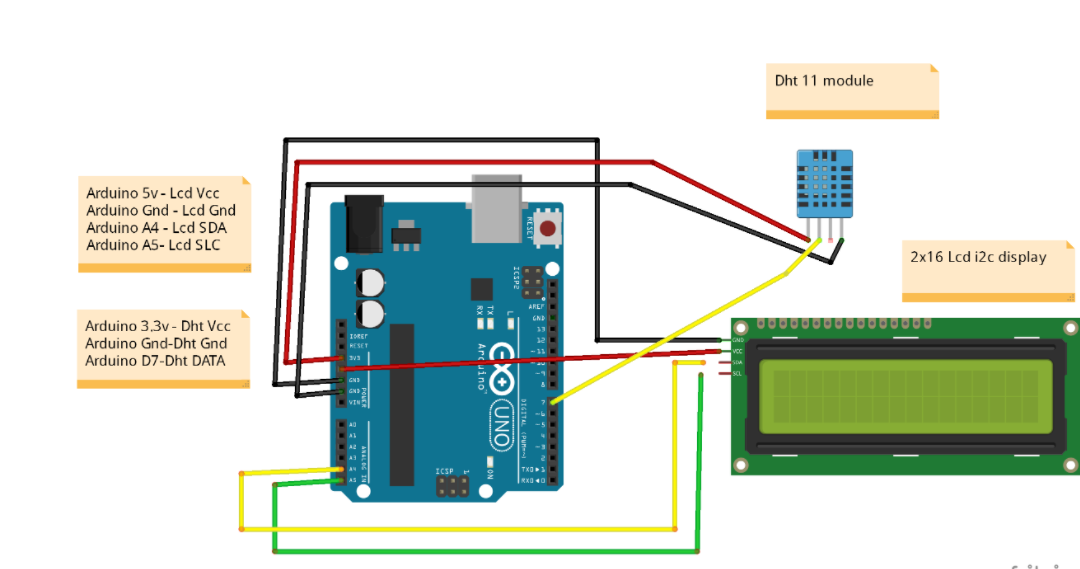 Dht 11 module
Arduino 5v - Lcd Vcc
Arduino Gnd - Lcd Gnd
Arduino A4 - Lcd SDA
Arduino A5- Lcd SLC
2x16 Lcd i2c display
Arduino 3,3v - Dht Vcc
Arduino Gnd-Dht Gnd
Arduino D7-Dht DATA
RESET
ICSP2
AREF
GND
13
12
~11
~9
8
7
~6
~5
4
~3
2
TXD▶1
RXD◀0
DIGITAL (PWM=~)
RX
TX
L
Arduino
UNO
ON
ICSP
1
IOREF
RESET
3V3
GND
GND
VIN
POWER
A0
A1
A2
A3
A4
A5
ANALOG IN
GND
VCC
SDA
SCL